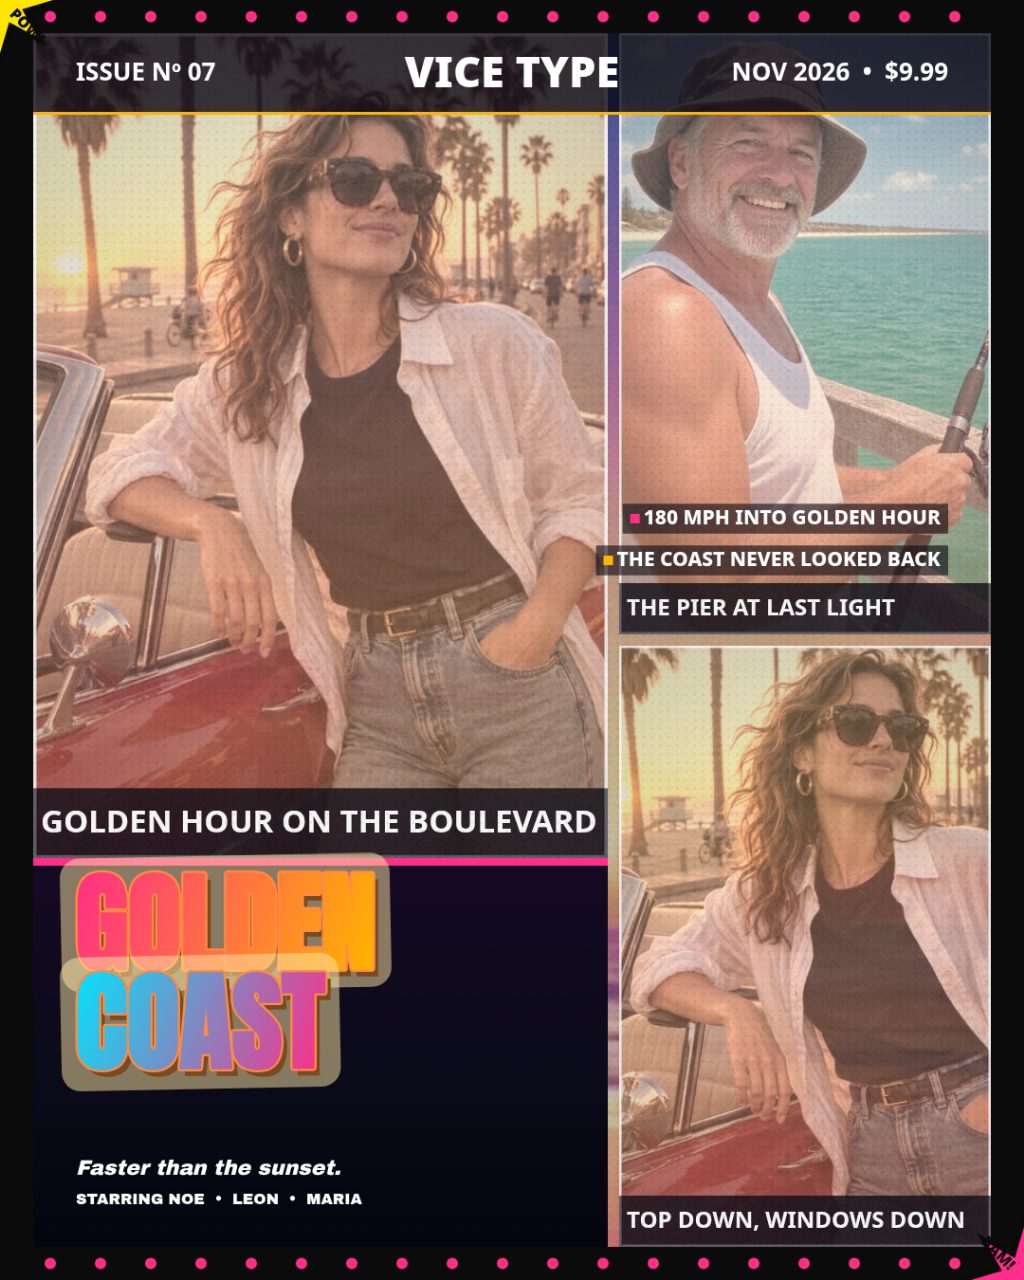 POW!
ISSUE Nº 07
VICE TYPE
NOV 2026 • $9.99
180 MPH INTO GOLDEN HOUR
THE COAST NEVER LOOKED BACK
THE PIER AT LAST LIGHT
GOLDEN HOUR ON THE BOULEVARD
GOLDEN
COAST
Faster than the sunset.
STARRING NOE • LEON • MARIA
TOP DOWN, WINDOWS DOWN